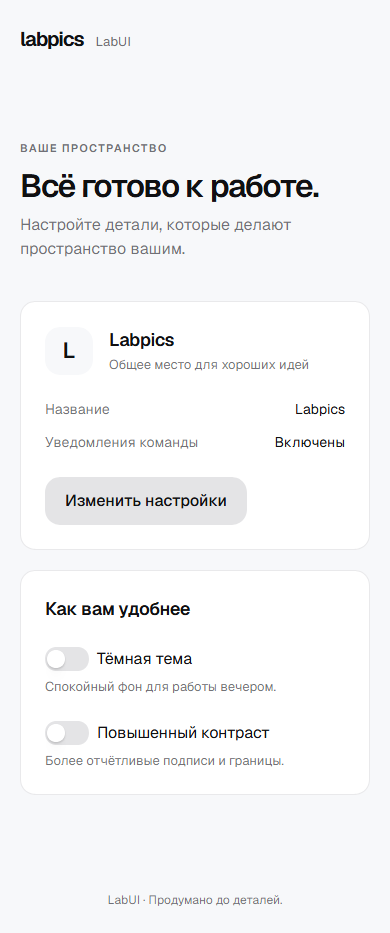 labpics LabUI
ВАШЕ ПРОСТРАНСТВО
Всё готово к работе.
Настройте детали, которые делают
пространство вашим.
L
Labpics
Общее место для хороших идей
Название Labpics
Уведомления команды Включены
Изменить настройки
Как вам удобнее
Тёмная тема
Спокойный фон для работы вечером.
Повышенный контраст
Более отчётливые подписи и границы.
LabUI · Продумано до деталей.